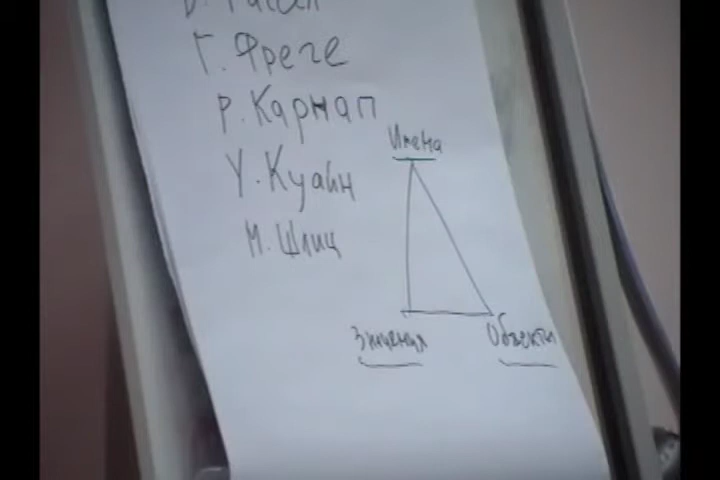 Г. Фреге
Р. Карнап
Имена
У. Куайн
М. Шлиц
Значения
Объекты